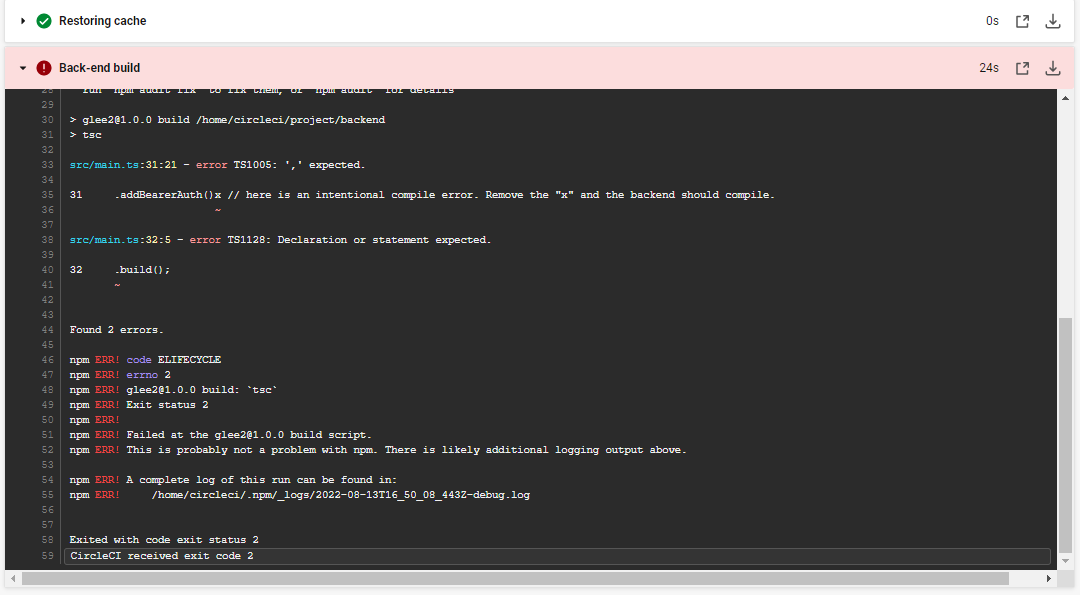 Restoring cache 0s
Back-end build 24s
28 run `npm audit fix` to fix them, or `npm audit` for details
29
30 > glee2@1.0.0 build /home/circleci/project/backend
31 > tsc
32
33 src/main.ts:31:21 - error TS1005: ',' expected.
34
35 31 .addBearerAuth()x // here is an intentional compile error. Remove the "x" and the backend should compile.
36 ~
37
38 src/main.ts:32:5 - error TS1128: Declaration or statement expected.
39
40 32 .build();
41 ~
42
43
44 Found 2 errors.
45
46 npm ERR! code ELIFECYCLE
47 npm ERR! errno 2
48 npm ERR! glee2@1.0.0 build: `tsc`
49 npm ERR! Exit status 2
50 npm ERR!
51 npm ERR! Failed at the glee2@1.0.0 build script.
52 npm ERR! This is probably not a problem with npm. There is likely additional logging output above.
53
54 npm ERR! A complete log of this run can be found in:
55 npm ERR! /home/circleci/.npm/_logs/2022-08-13T16_50_08_443Z-debug.log
56
57
58 Exited with code exit status 2
59 CircleCI received exit code 2